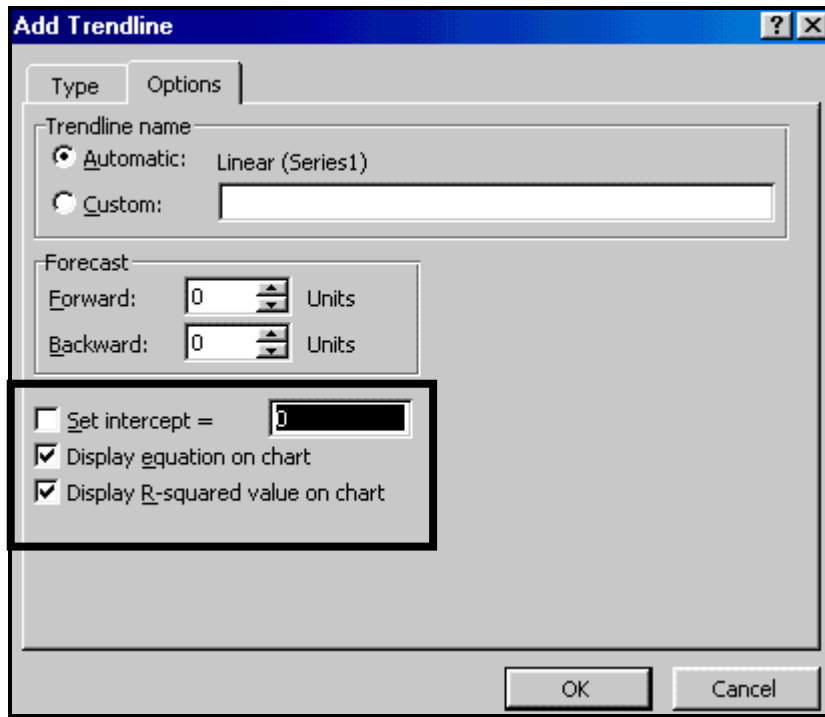 Add Trendline
Type Options
Trendline name
Automatic: Linear (Series1)
Custom:
Forecast
Forward: 0 Units
Backward: 0 Units
Set intercept = 0
Display equation on chart
Display R-squared value on chart
OK Cancel